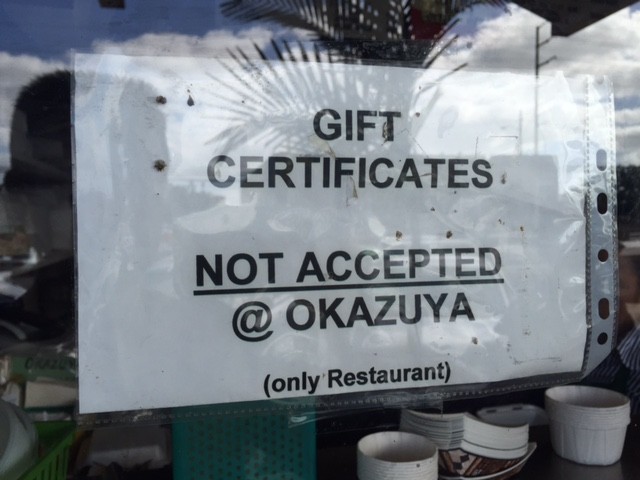 GIFT
CERTIFICATES
NOT ACCEPTED
@ OKAZUYA
(only Restaurant)